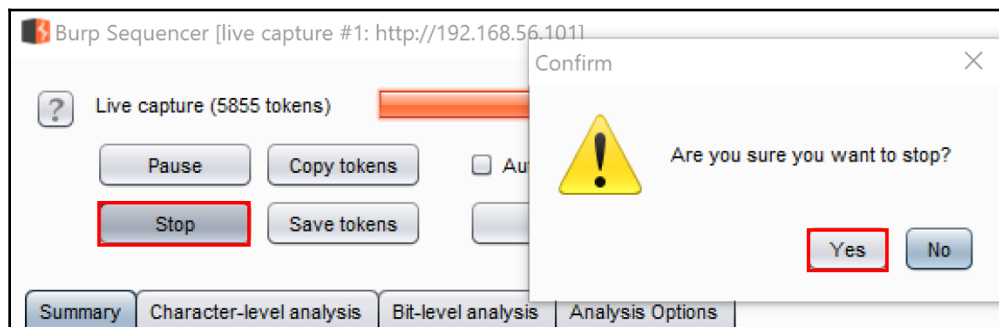 Burp Sequencer [live capture #1: http://192.168.56.101]
Confirm
? Live capture (5855 tokens)
Are you sure you want to stop?
Pause Copy tokens
Stop Save tokens
Yes No
Summary Character-level analysis Bit-level analysis Analysis Options